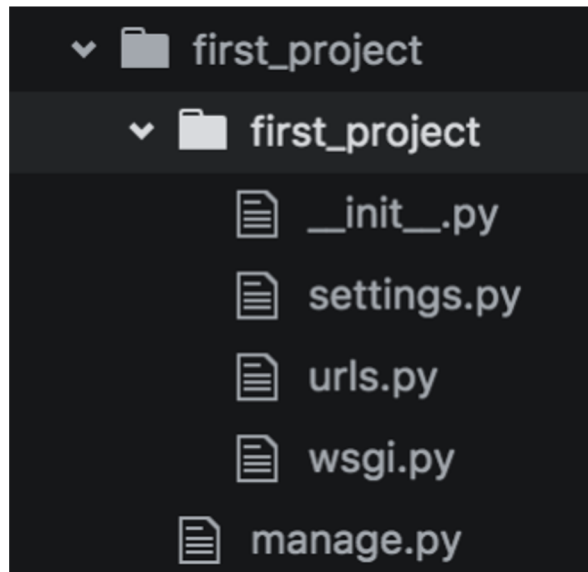 first_project
first_project
__init__.py
settings.py
urls.py
wsgi.py
manage.py